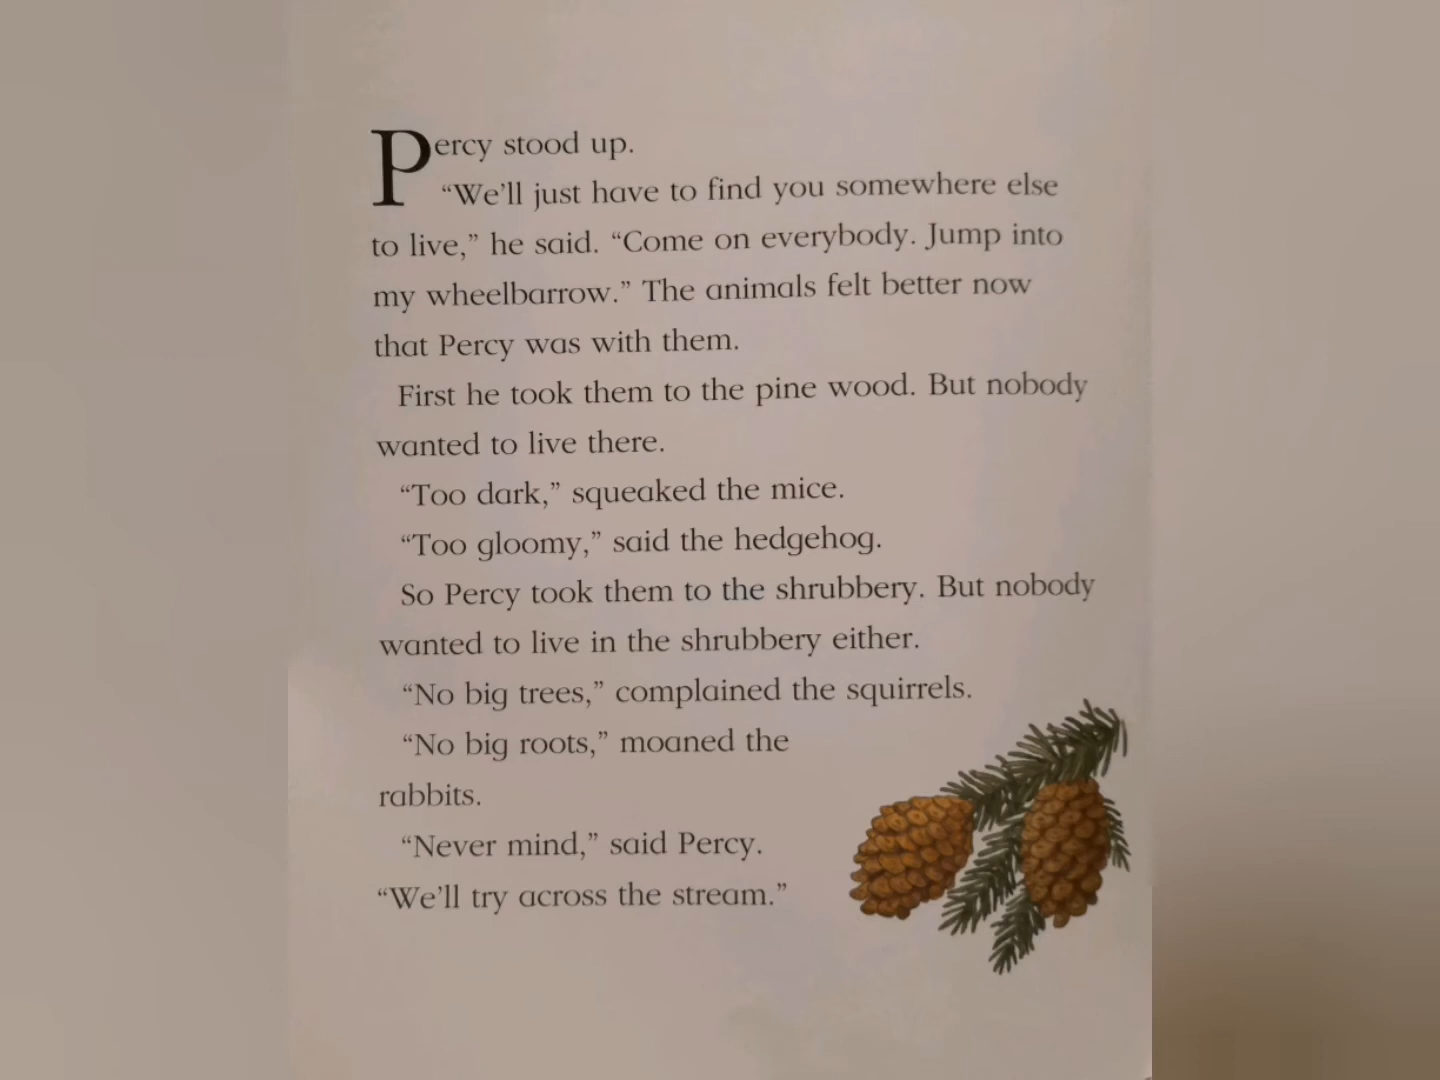 Percy stood up.
“We’ll just have to find you somewhere else
to live,” he said. “Come on everybody. Jump into
my wheelbarrow.” The animals felt better now
that Percy was with them.
First he took them to the pine wood. But nobody
wanted to live there.
“Too dark,” squeaked the mice.
“Too gloomy,” said the hedgehog.
So Percy took them to the shrubbery. But nobody
wanted to live in the shrubbery either.
“No big trees,” complained the squirrels.
“No big roots,” moaned the
rabbits.
“Never mind,” said Percy.
“We’ll try across the stream.”